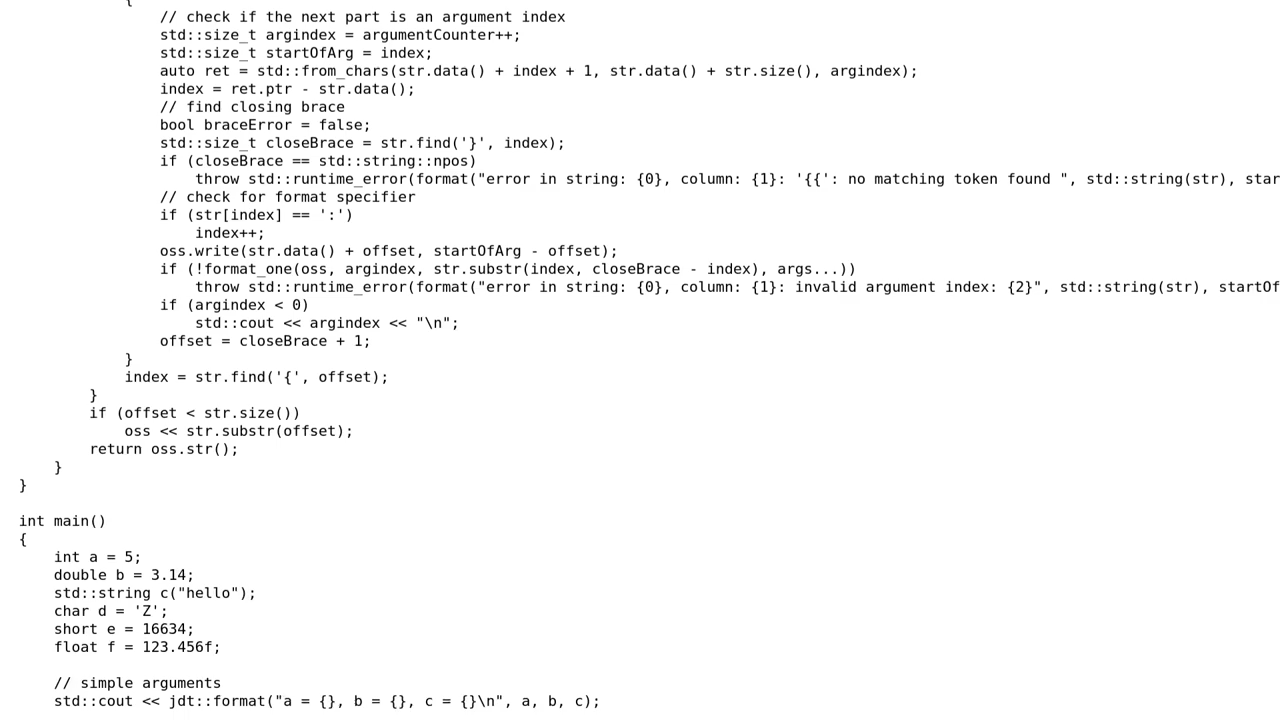 {
// check if the next part is an argument index
std::size_t argindex = argumentCounter++;
std::size_t startOfArg = index;
auto ret = std::from_chars(str.data() + index + 1, str.data() + str.size(), argindex);
index = ret.ptr - str.data();
// find closing brace
bool braceError = false;
std::size_t closeBrace = str.find('}', index);
if (closeBrace == std::string::npos)
throw std::runtime_error(format("error in string: {0}, column: {1}: '{{': no matching token found ", std::string(str), star
// check for format specifier
if (str[index] == ':')
index++;
oss.write(str.data() + offset, startOfArg - offset);
if (!format_one(oss, argindex, str.substr(index, closeBrace - index), args...))
throw std::runtime_error(format("error in string: {0}, column: {1}: invalid argument index: {2}", std::string(str), startOf
if (argindex < 0)
std::cout << argindex << "\n";
offset = closeBrace + 1;
}
index = str.find('{', offset);
}
if (offset < str.size())
oss << str.substr(offset);
return oss.str();
}
}
int main()
{
int a = 5;
double b = 3.14;
std::string c("hello");
char d = 'Z';
short e = 16634;
float f = 123.456f;
// simple arguments
std::cout << jdt::format("a = {}, b = {}, c = {}\n", a, b, c);